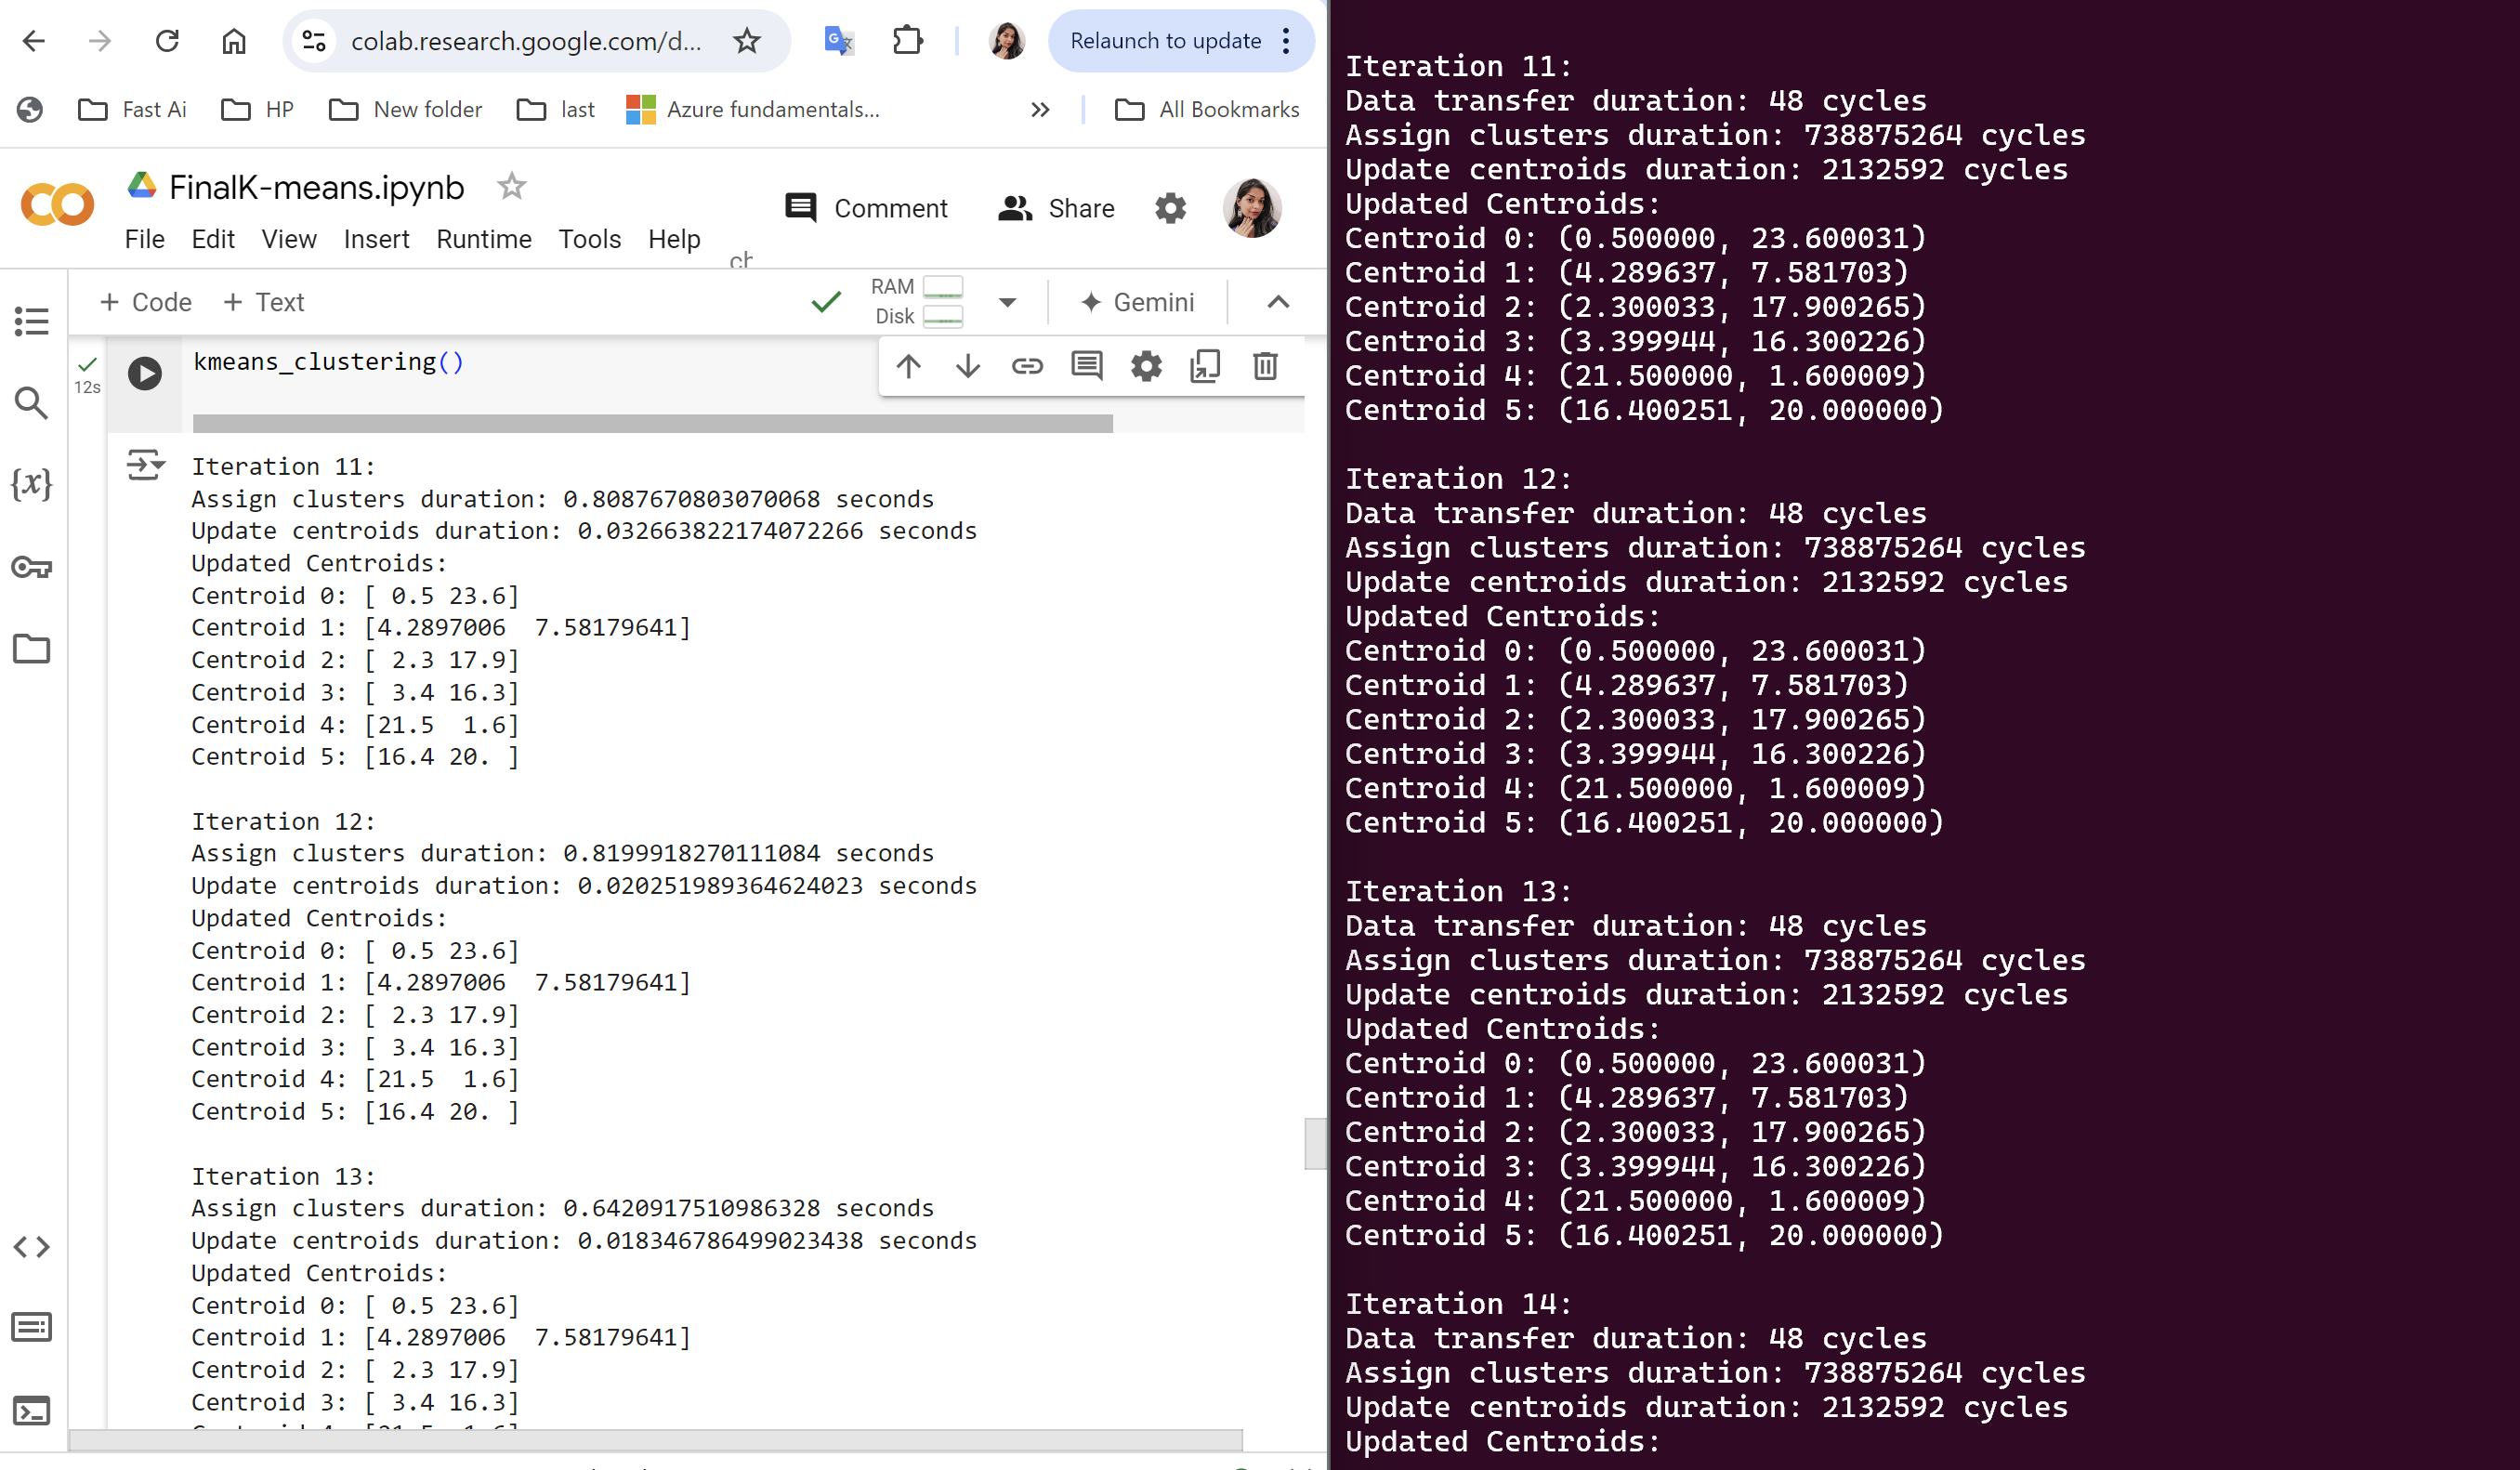 colab.research.google.com/d...
Relaunch to update
Fast Ai
HP
New folder
last
Azure fundamentals...
All Bookmarks
FinalK-means.ipynb
Comment
Share
File Edit View Insert Runtime Tools Help
+ Code + Text
RAM
Disk
Gemini
12s
kmeans_clustering()
Iteration 11:
Assign clusters duration: 0.8087670803070068 seconds
Update centroids duration: 0.032663822174072266 seconds
Updated Centroids:
Centroid 0: [ 0.5 23.6]
Centroid 1: [4.2897006  7.58179641]
Centroid 2: [ 2.3 17.9]
Centroid 3: [ 3.4 16.3]
Centroid 4: [21.5  1.6]
Centroid 5: [16.4 20. ]
Iteration 12:
Assign clusters duration: 0.8199918270111084 seconds
Update centroids duration: 0.020251989364624023 seconds
Updated Centroids:
Centroid 0: [ 0.5 23.6]
Centroid 1: [4.2897006  7.58179641]
Centroid 2: [ 2.3 17.9]
Centroid 3: [ 3.4 16.3]
Centroid 4: [21.5  1.6]
Centroid 5: [16.4 20. ]
Iteration 13:
Assign clusters duration: 0.6420917510986328 seconds
Update centroids duration: 0.018346786499023438 seconds
Updated Centroids:
Centroid 0: [ 0.5 23.6]
Centroid 1: [4.2897006  7.58179641]
Centroid 2: [ 2.3 17.9]
Centroid 3: [ 3.4 16.3]
Iteration 11:
Data transfer duration: 48 cycles
Assign clusters duration: 738875264 cycles
Update centroids duration: 2132592 cycles
Updated Centroids:
Centroid 0: (0.500000, 23.600031)
Centroid 1: (4.289637, 7.581703)
Centroid 2: (2.300033, 17.900265)
Centroid 3: (3.399944, 16.300226)
Centroid 4: (21.500000, 1.600009)
Centroid 5: (16.400251, 20.000000)
Iteration 12:
Data transfer duration: 48 cycles
Assign clusters duration: 738875264 cycles
Update centroids duration: 2132592 cycles
Updated Centroids:
Centroid 0: (0.500000, 23.600031)
Centroid 1: (4.289637, 7.581703)
Centroid 2: (2.300033, 17.900265)
Centroid 3: (3.399944, 16.300226)
Centroid 4: (21.500000, 1.600009)
Centroid 5: (16.400251, 20.000000)
Iteration 13:
Data transfer duration: 48 cycles
Assign clusters duration: 738875264 cycles
Update centroids duration: 2132592 cycles
Updated Centroids:
Centroid 0: (0.500000, 23.600031)
Centroid 1: (4.289637, 7.581703)
Centroid 2: (2.300033, 17.900265)
Centroid 3: (3.399944, 16.300226)
Centroid 4: (21.500000, 1.600009)
Centroid 5: (16.400251, 20.000000)
Iteration 14:
Data transfer duration: 48 cycles
Assign clusters duration: 738875264 cycles
Update centroids duration: 2132592 cycles
Updated Centroids: